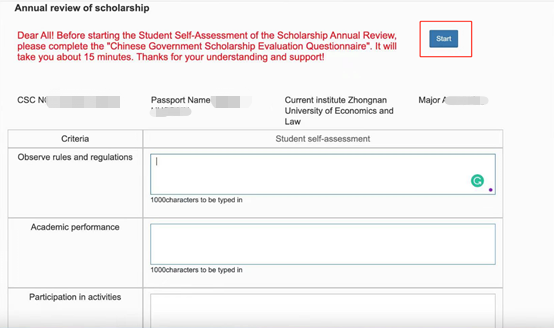 Annual review of scholarship
Dear All! Before starting the Student Self-Assessment of the Scholarship Annual Review,
please complete the "Chinese Government Scholarship Evaluation Questionnaire". It will
take you about 15 minutes. Thanks for your understanding and support!
Start
CSC
Passport Name
Current institute Zhongnan
University of Economics and
Law
Major
Criteria
Student self-assessment
Observe rules and regulations
1000characters to be typed in
Academic performance
1000characters to be typed in
Participation in activities